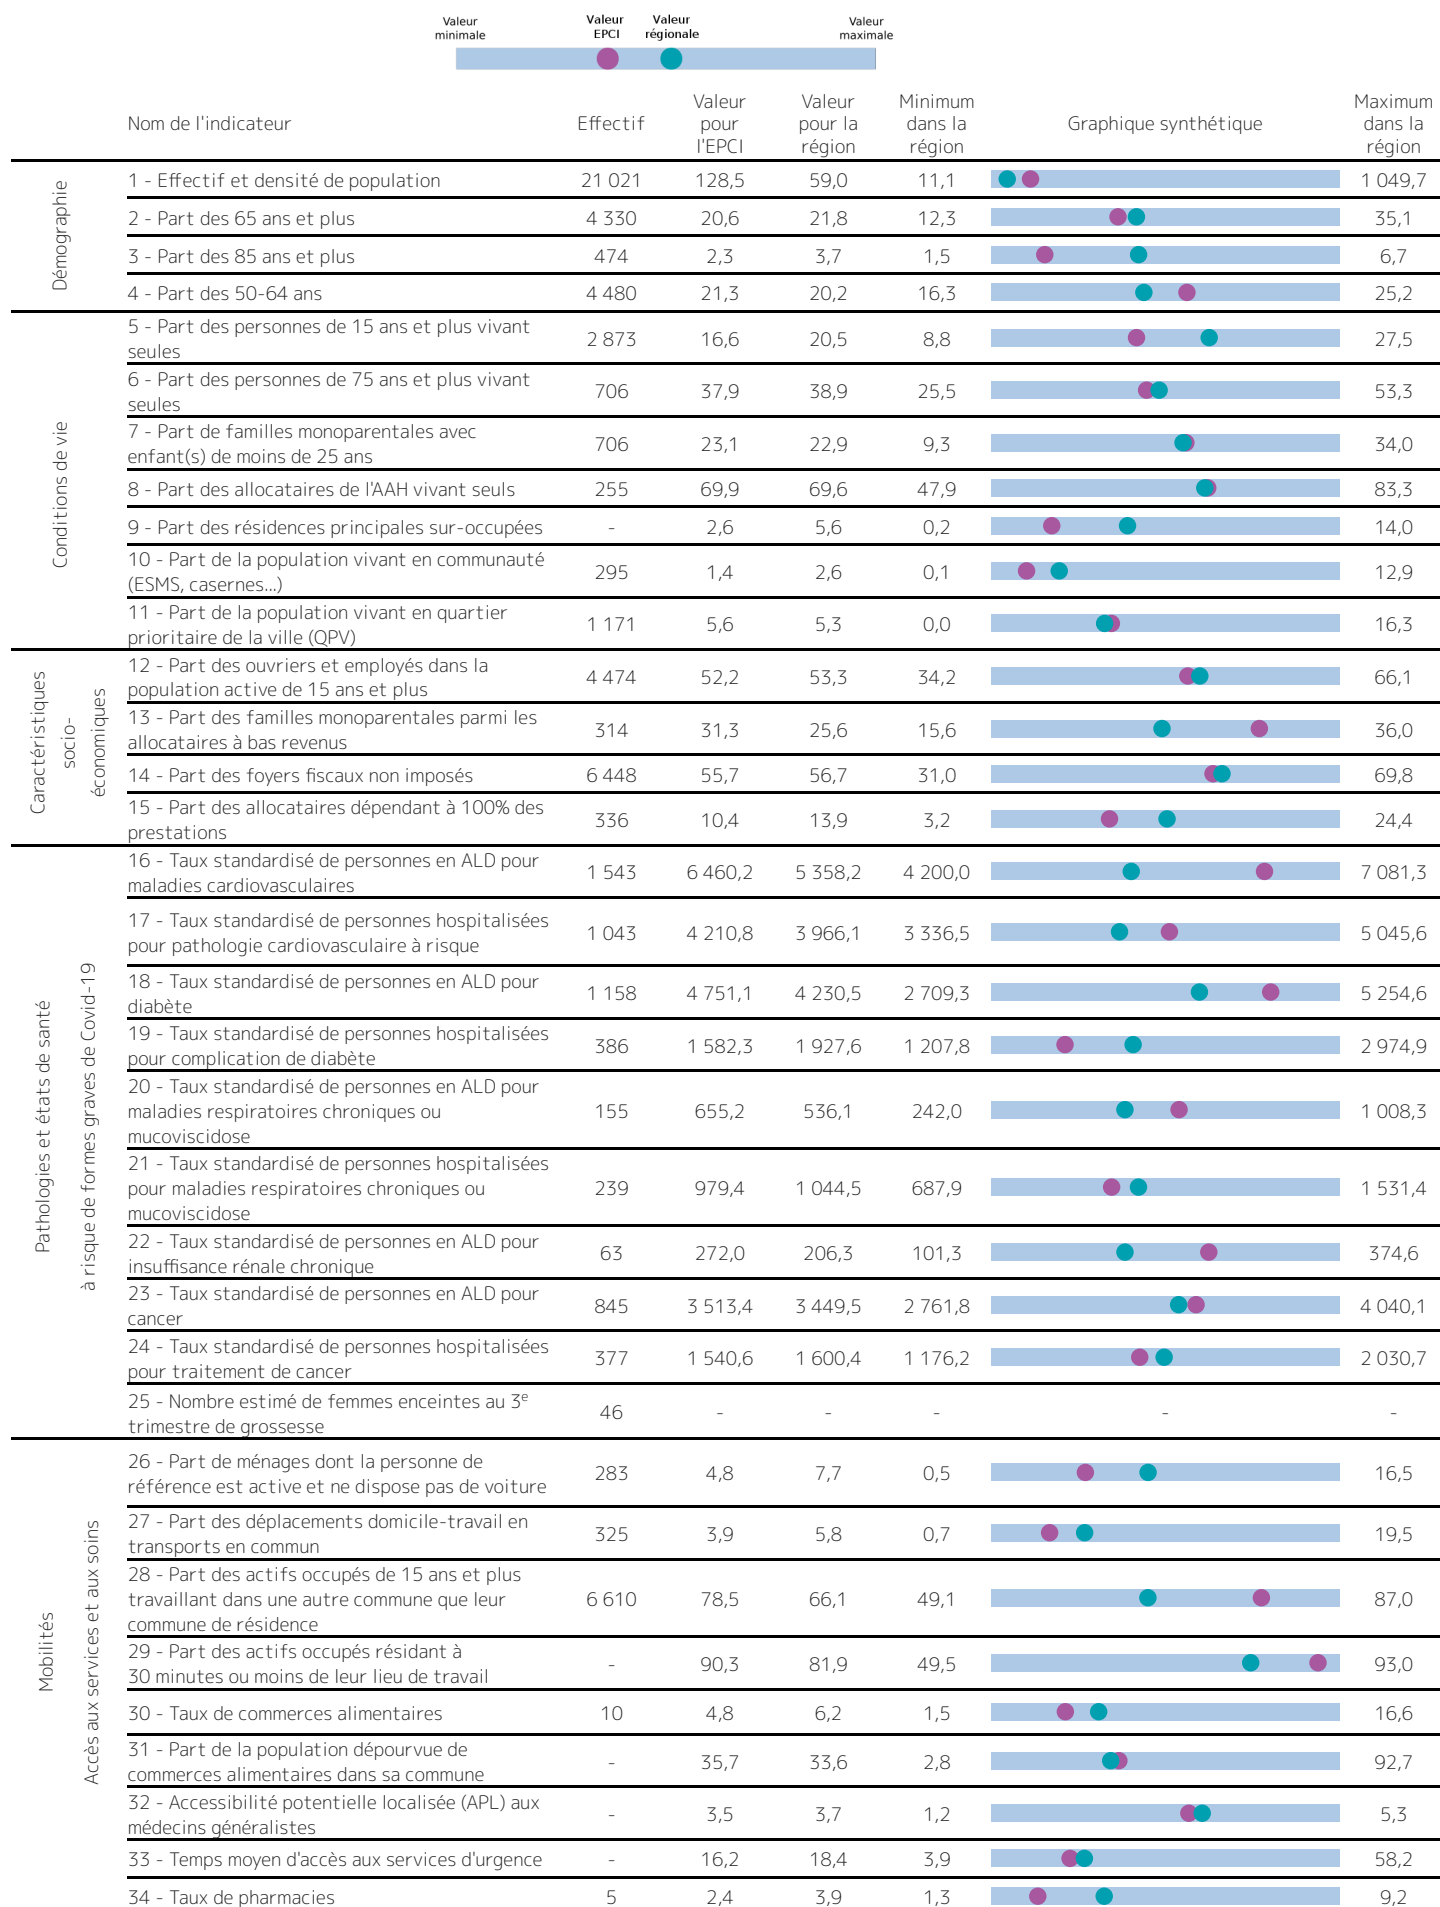 Valeur minimale
Valeur EPCI
Valeur régionale
Valeur maximale
Nom de l'indicateur
Effectif
Valeur pour l'EPCI
Valeur pour la région
Minimum dans la région
Graphique synthétique
Maximum dans la région
Démographie
1 - Effectif et densité de population 21 021 128,5 59,0 11,1 1 049,7
2 - Part des 65 ans et plus 4 330 20,6 21,8 12,3 35,1
3 - Part des 85 ans et plus 474 2,3 3,7 1,5 6,7
4 - Part des 50-64 ans 4 480 21,3 20,2 16,3 25,2
Conditions de vie
5 - Part des personnes de 15 ans et plus vivant
seules 2 873 16,6 20,5 8,8 27,5
6 - Part des personnes de 75 ans et plus vivant
seules 706 37,9 38,9 25,5 53,3
7 - Part de familles monoparentales avec
enfant(s) de moins de 25 ans 706 23,1 22,9 9,3 34,0
8 - Part des allocataires de l'AAH vivant seuls 255 69,9 69,6 47,9 83,3
9 - Part des résidences principales sur-occupées - 2,6 5,6 0,2 14,0
10 - Part de la population vivant en communauté
(ESMS, casernes...) 295 1,4 2,6 0,1 12,9
11 - Part de la population vivant en quartier
prioritaire de la ville (QPV) 1 171 5,6 5,3 0,0 16,3
Caractéristiques
socio-
économiques
12 - Part des ouvriers et employés dans la
population active de 15 ans et plus 4 474 52,2 53,3 34,2 66,1
13 - Part des familles monoparentales parmi les
allocataires à bas revenus 314 31,3 25,6 15,6 36,0
14 - Part des foyers fiscaux non imposés 6 448 55,7 56,7 31,0 69,8
15 - Part des allocataires dépendant à 100% des
prestations 336 10,4 13,9 3,2 24,4
Pathologies et états de santé
à risque de formes graves de Covid-19
16 - Taux standardisé de personnes en ALD pour
maladies cardiovasculaires 1 543 6 460,2 5 358,2 4 200,0 7 081,3
17 - Taux standardisé de personnes hospitalisées
pour pathologie cardiovasculaire à risque 1 043 4 210,8 3 966,1 3 336,5 5 045,6
18 - Taux standardisé de personnes en ALD pour
diabète 1 158 4 751,1 4 230,5 2 709,3 5 254,6
19 - Taux standardisé de personnes hospitalisées
pour complication de diabète 386 1 582,3 1 927,6 1 207,8 2 974,9
20 - Taux standardisé de personnes en ALD pour
maladies respiratoires chroniques ou
mucoviscidose 155 655,2 536,1 242,0 1 008,3
21 - Taux standardisé de personnes hospitalisées
pour maladies respiratoires chroniques ou
mucoviscidose 239 979,4 1 044,5 687,9 1 531,4
22 - Taux standardisé de personnes en ALD pour
insuffisance rénale chronique 63 272,0 206,3 101,3 374,6
23 - Taux standardisé de personnes en ALD pour
cancer 845 3 513,4 3 449,5 2 761,8 4 040,1
24 - Taux standardisé de personnes hospitalisées
pour traitement de cancer 377 1 540,6 1 600,4 1 176,2 2 030,7
25 - Nombre estimé de femmes enceintes au 3e
trimestre de grossesse 46 - - - - -
Mobilités
Accès aux services et aux soins
26 - Part de ménages dont la personne de
référence est active et ne dispose pas de voiture 283 4,8 7,7 0,5 16,5
27 - Part des déplacements domicile-travail en
transports en commun 325 3,9 5,8 0,7 19,5
28 - Part des actifs occupés de 15 ans et plus
travaillant dans une autre commune que leur
commune de résidence 6 610 78,5 66,1 49,1 87,0
29 - Part des actifs occupés résidant à
30 minutes ou moins de leur lieu de travail - 90,3 81,9 49,5 93,0
30 - Taux de commerces alimentaires 10 4,8 6,2 1,5 16,6
31 - Part de la population dépourvue de
commerces alimentaires dans sa commune - 35,7 33,6 2,8 92,7
32 - Accessibilité potentielle localisée (APL) aux
médecins généralistes - 3,5 3,7 1,2 5,3
33 - Temps moyen d'accès aux services d'urgence - 16,2 18,4 3,9 58,2
34 - Taux de pharmacies 5 2,4 3,9 1,3 9,2